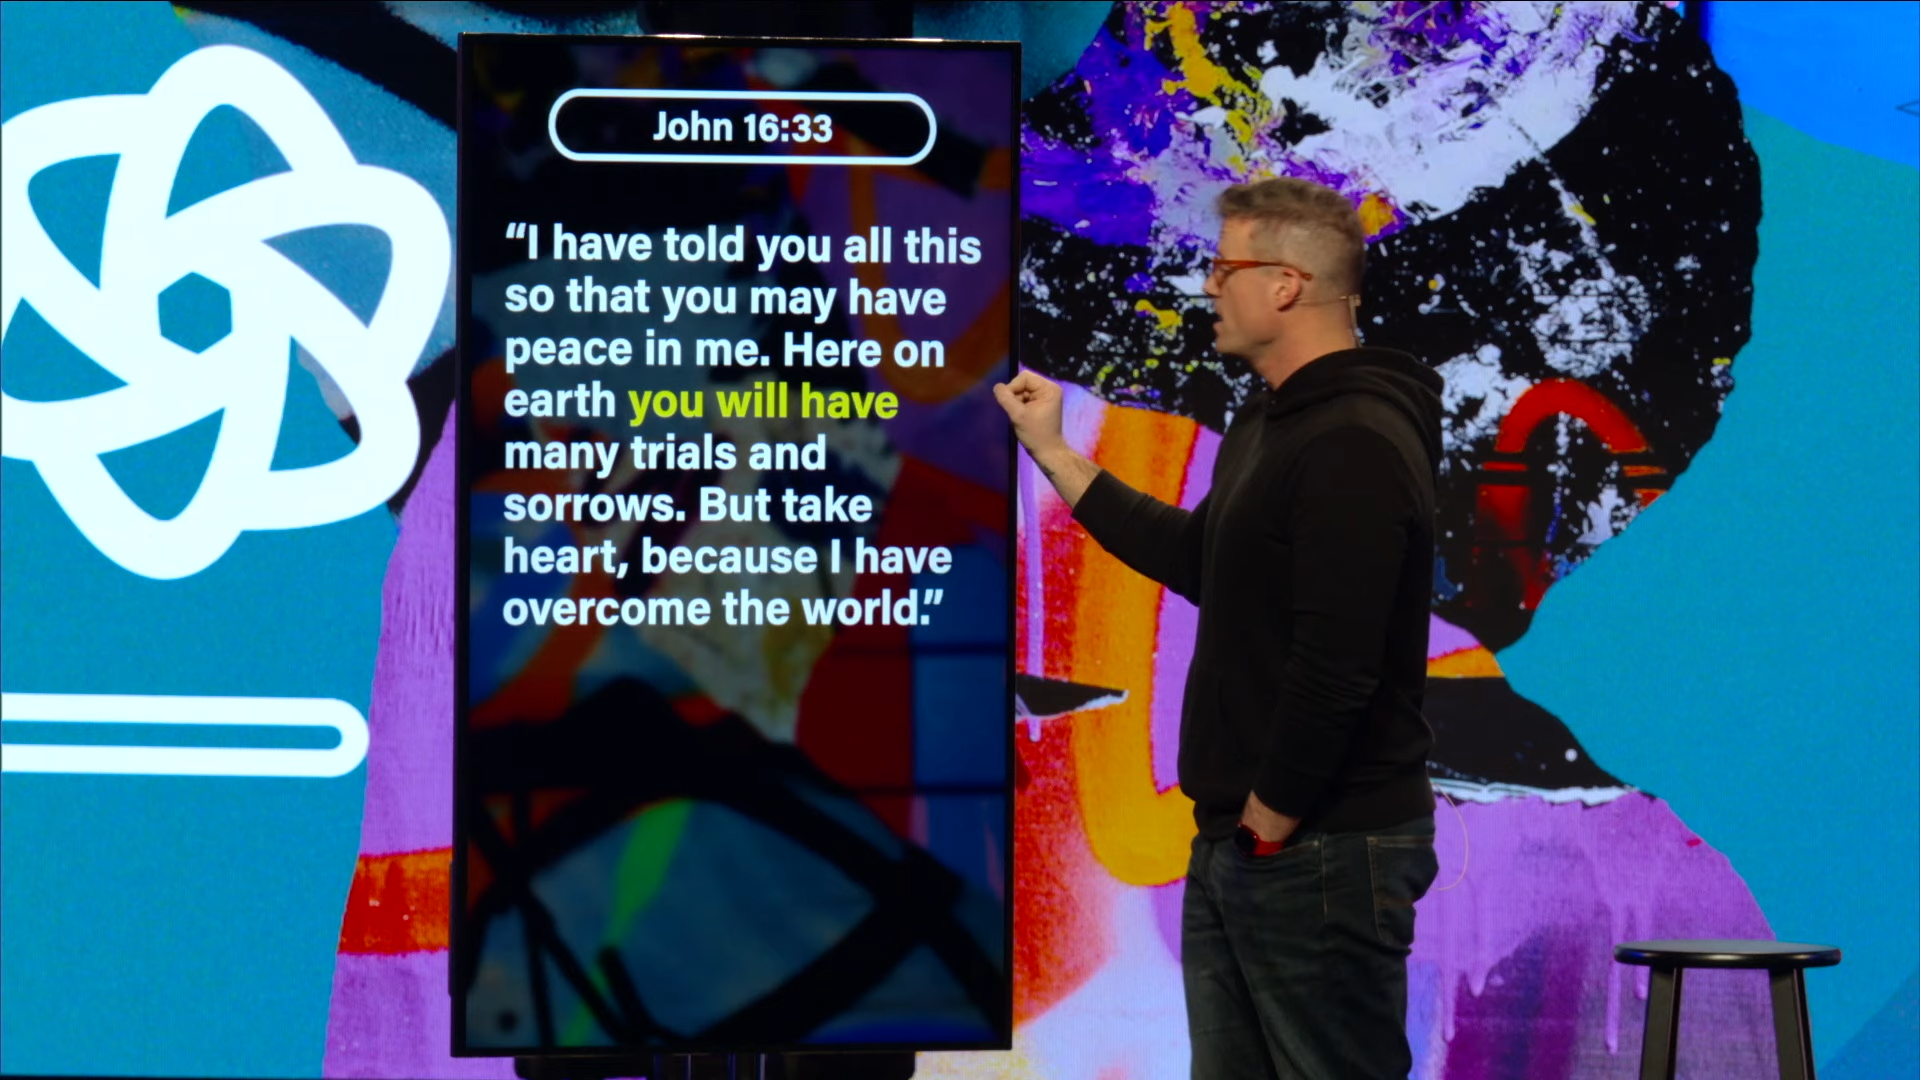 John 16:33
“I have told you all this
so that you may have
peace in me. Here on
earth you will have
many trials and
sorrows. But take
heart, because I have
overcome the world.”